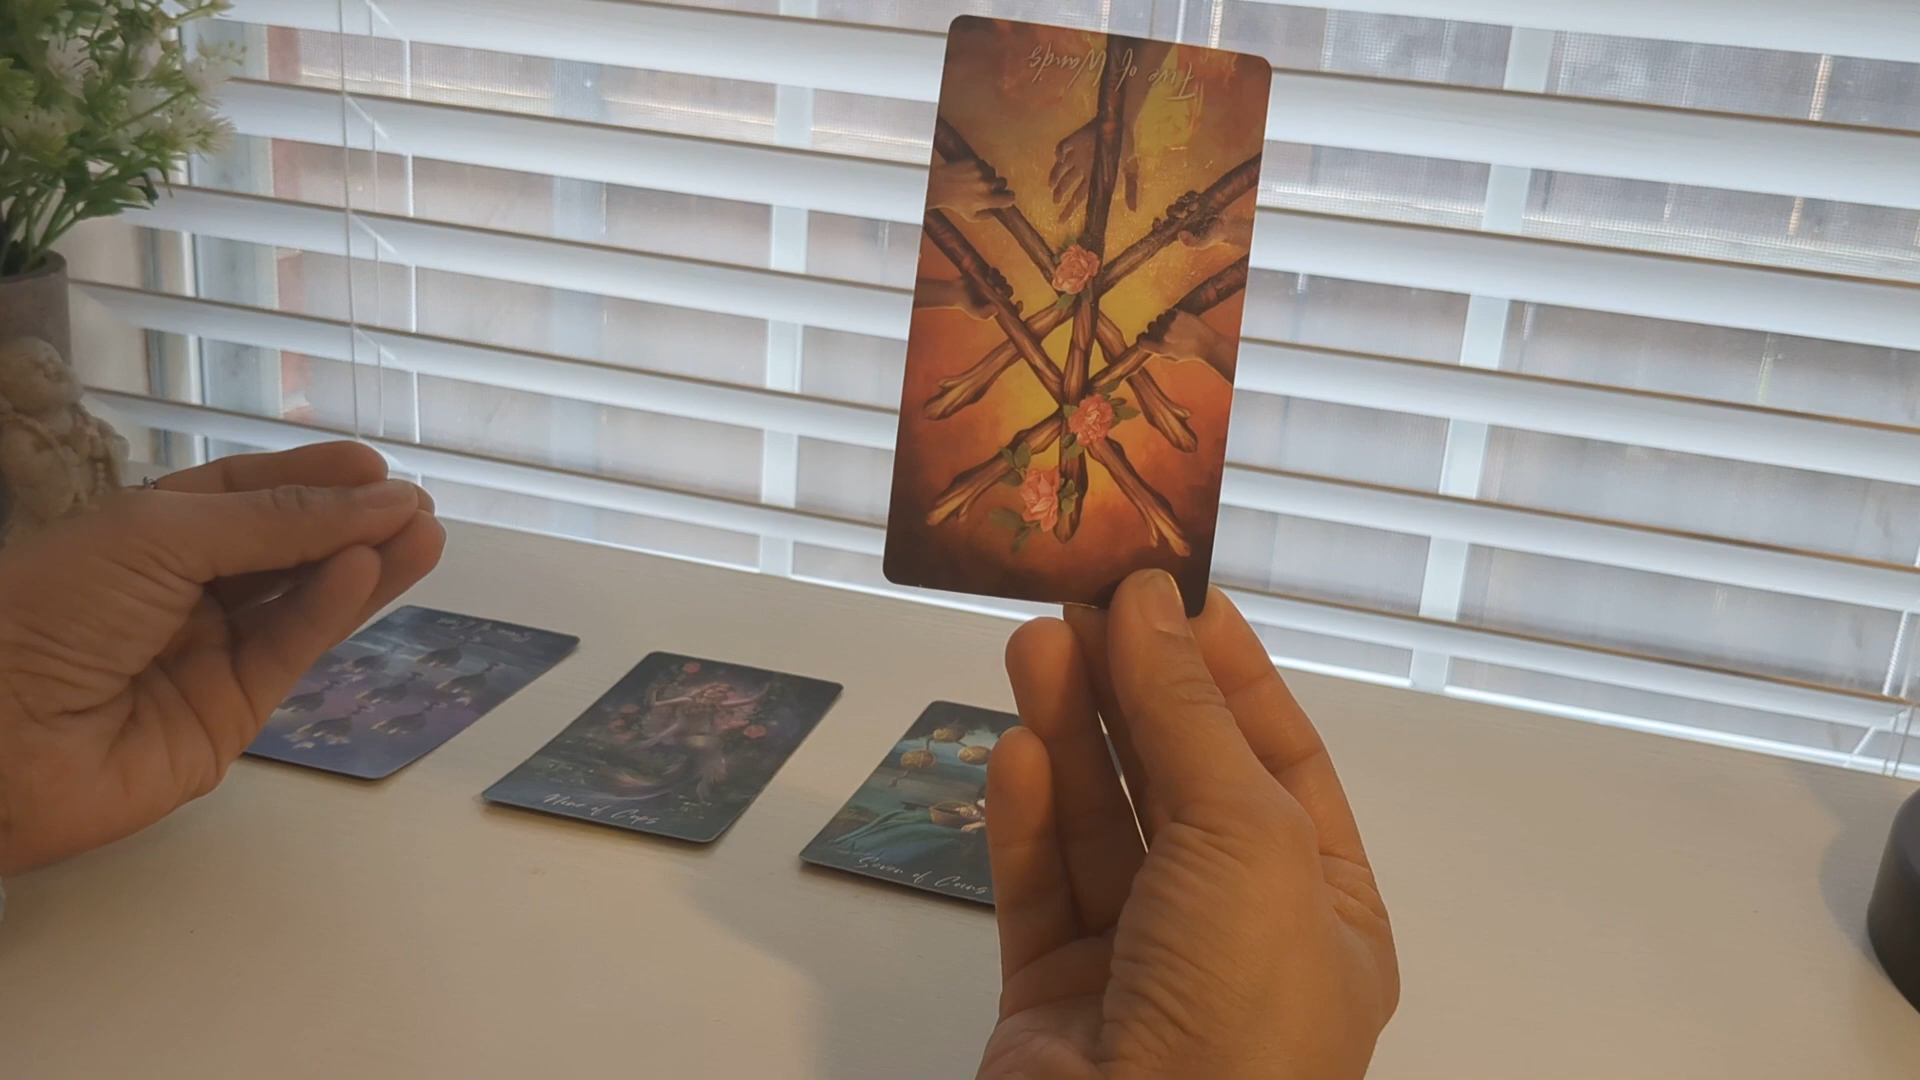 Five of Wands
Nine of Cups
Seven of Coins